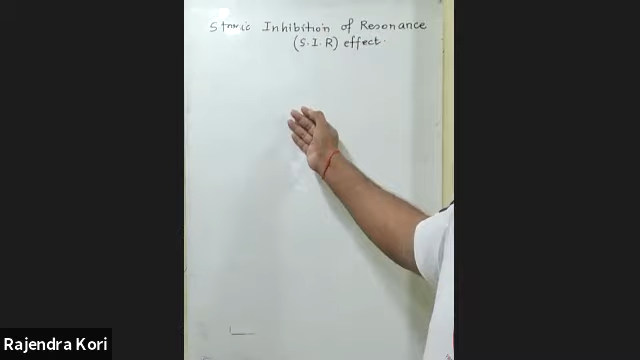 Steric Inhibition of Resonance
(S.I.R) effect.
Rajendra Kori